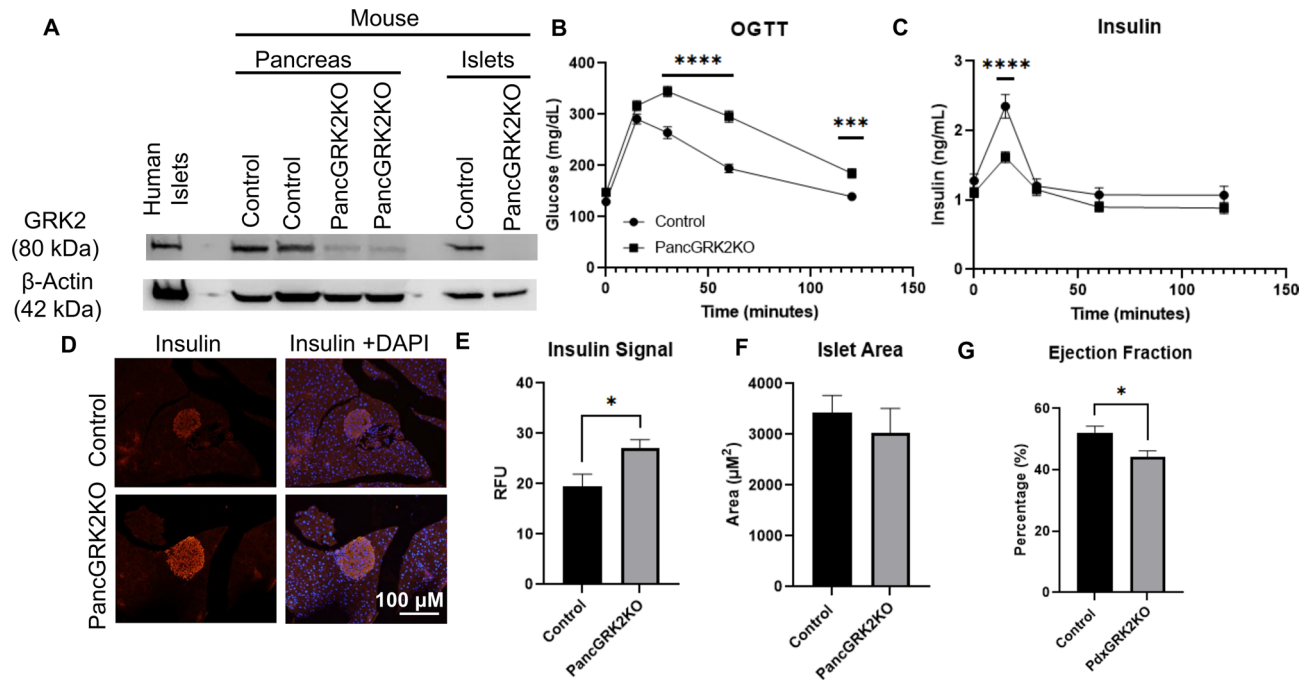 A
Mouse
Pancreas
Islets
Human
Islets
Control
Control
PancGRK2KO
PancGRK2KO
Control
PancGRK2KO
GRK2
(80 kDa)
β-Actin
(42 kDa)
B
OGTT
Glucose (mg/dL)
400
300
200
100
0
****
***
Control
PancGRK2KO
0
50
100
150
Time (minutes)
C
Insulin
Insulin (ng/mL)
3
2
1
0
****
0
50
100
150
Time (minutes)
D
Insulin
Insulin +DAPI
Control
PancGRK2KO
100 µM
E
Insulin Signal
RFU
40
30
20
10
0
*
Control
PancGRK2KO
F
Islet Area
Area (µM²)
4000
3000
2000
1000
0
Control
PancGRK2KO
G
Ejection Fraction
Percentage (%)
60
40
20
0
*
Control
PdxGRK2KO